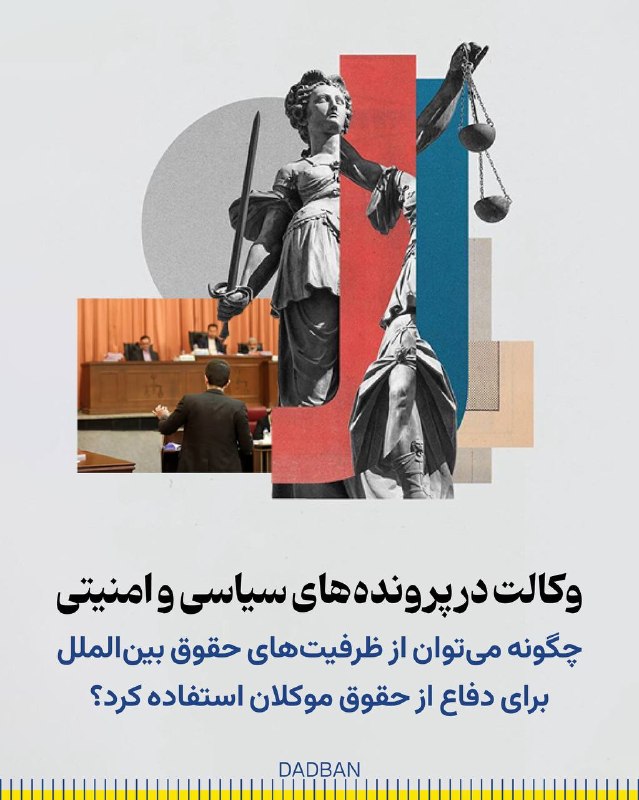 وکالت در پرونده‌های سیاسی و امنیتی
چگونه می‌توان از ظرفیت‌های حقوق بین‌الملل
برای دفاع از حقوق موکلان استفاده کرد؟
DADBAN